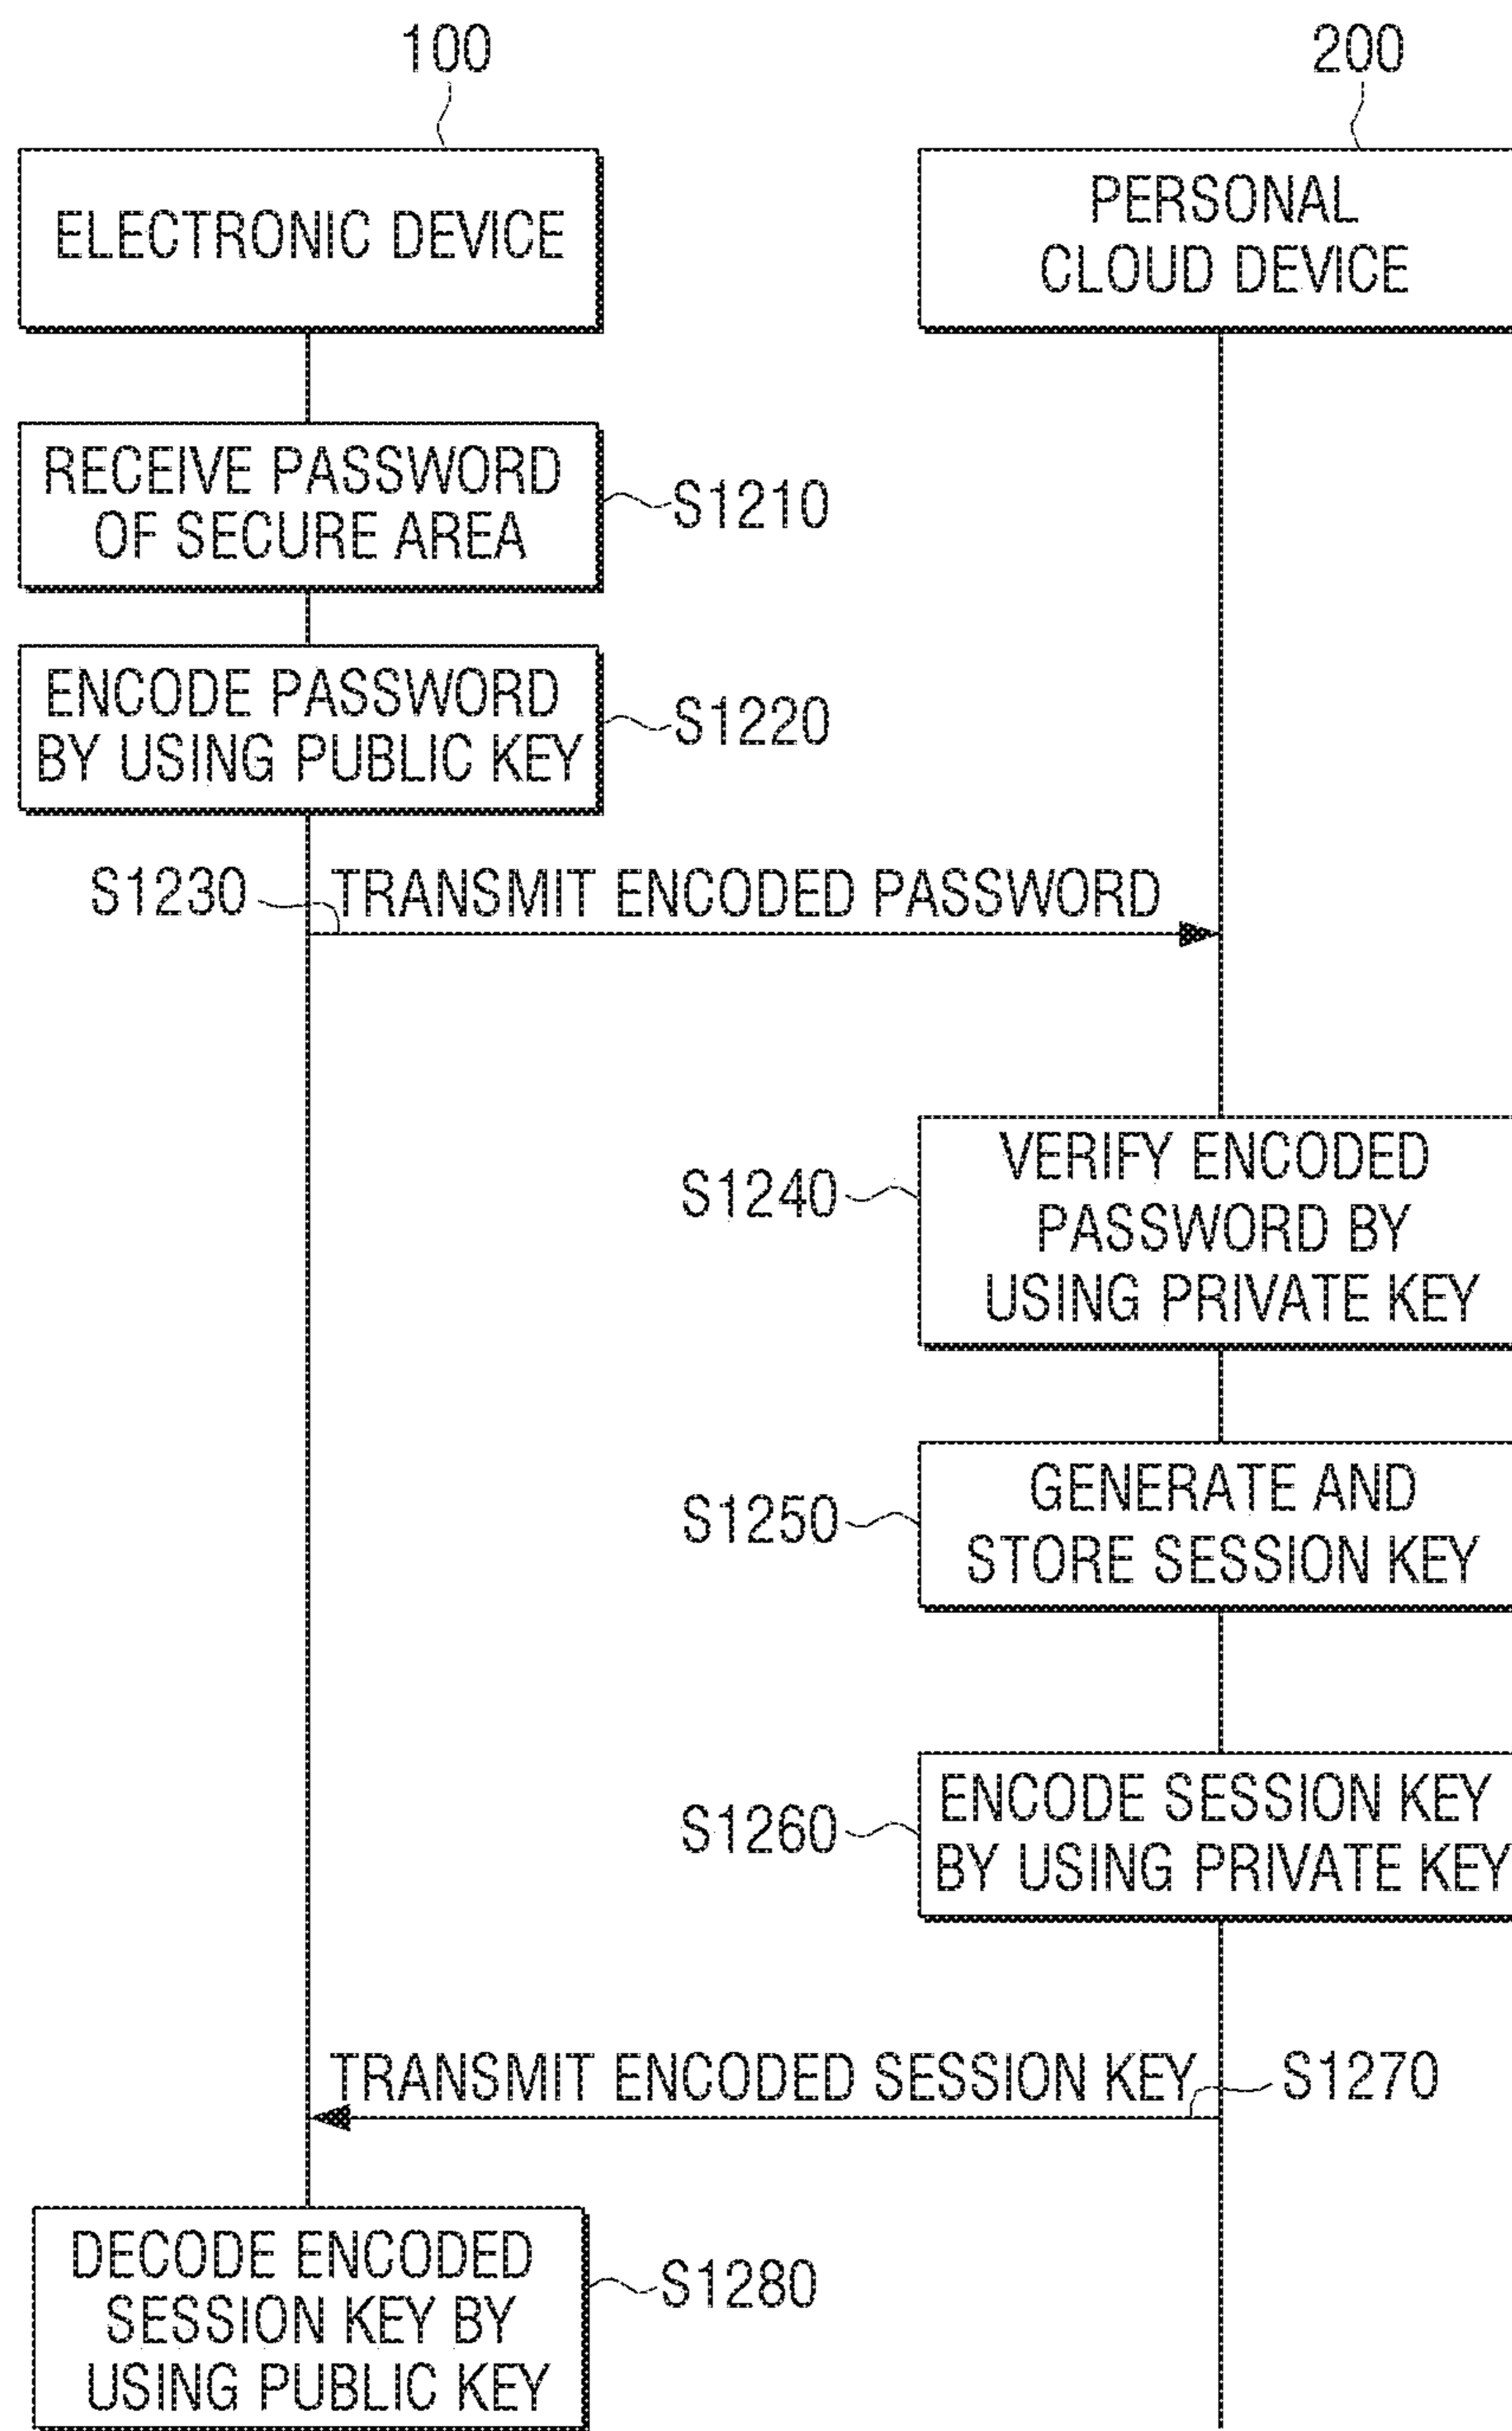 100
200
ELECTRONIC DEVICE
PERSONAL
CLOUD DEVICE
RECEIVE PASSWORD
OF SECURE AREA
S1210
ENCODE PASSWORD
BY USING PUBLIC KEY
S1220
S1230
TRANSMIT ENCODED PASSWORD
S1240
VERIFY ENCODED
PASSWORD BY
USING PRIVATE KEY
S1250
GENERATE AND
STORE SESSION KEY
S1260
ENCODE SESSION KEY
BY USING PRIVATE KEY
TRANSMIT ENCODED SESSION KEY
S1270
DECODE ENCODED
SESSION KEY BY
USING PUBLIC KEY
S1280